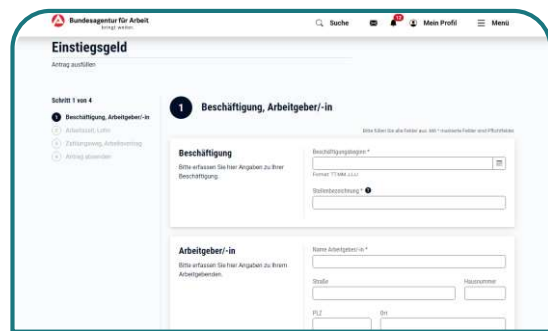 Bundesagentur für Arbeit
bringt weiter.
Suche
Mein Profil
Menü
Einstiegsgeld
Antrag ausfüllen
Schritt 1 von 4
1 Beschäftigung, Arbeitgeber/-in
2 Arbeitszeit, Lohn
3 Zahlungsweg, Arbeitsvertrag
4 Antrag absenden
1 Beschäftigung, Arbeitgeber/-in
Bitte füllen Sie alle Felder aus. Mit *-markierte Felder sind Pflichtfelder.
Beschäftigung
Bitte erfassen Sie hier Angaben zu Ihrer
Beschäftigung.
Beschäftigungsbeginn *
Format: TT.MM.JJJJ
Stellenbezeichnung * ?
Arbeitgeber/-in
Bitte erfassen Sie hier Angaben zu Ihrem
Arbeitgebenden.
Name Arbeitgeber/-in *
Straße
Hausnummer
PLZ
Ort